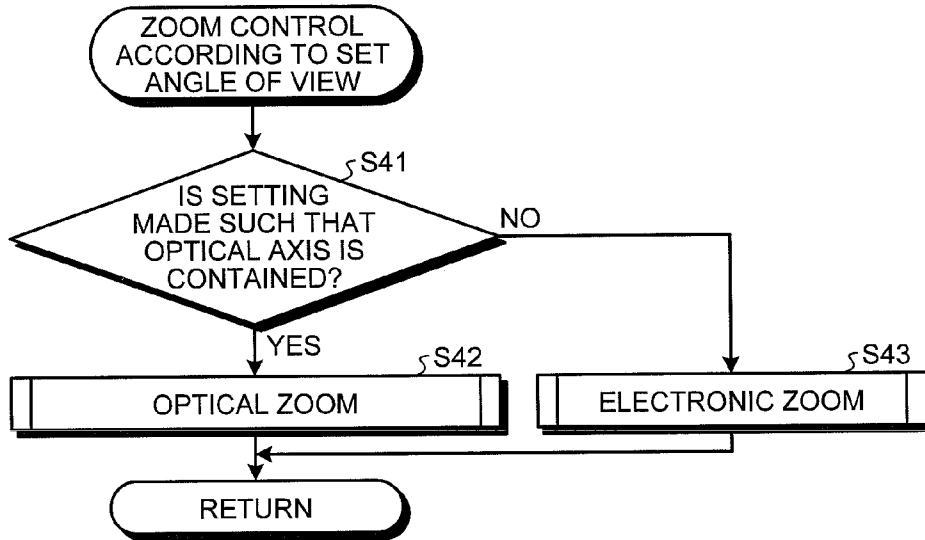 ZOOM CONTROL
ACCORDING TO SET
ANGLE OF VIEW
S41
IS SETTING
MADE SUCH THAT
OPTICAL AXIS IS
CONTAINED?
NO
YES
S42
OPTICAL ZOOM
S43
ELECTRONIC ZOOM
RETURN